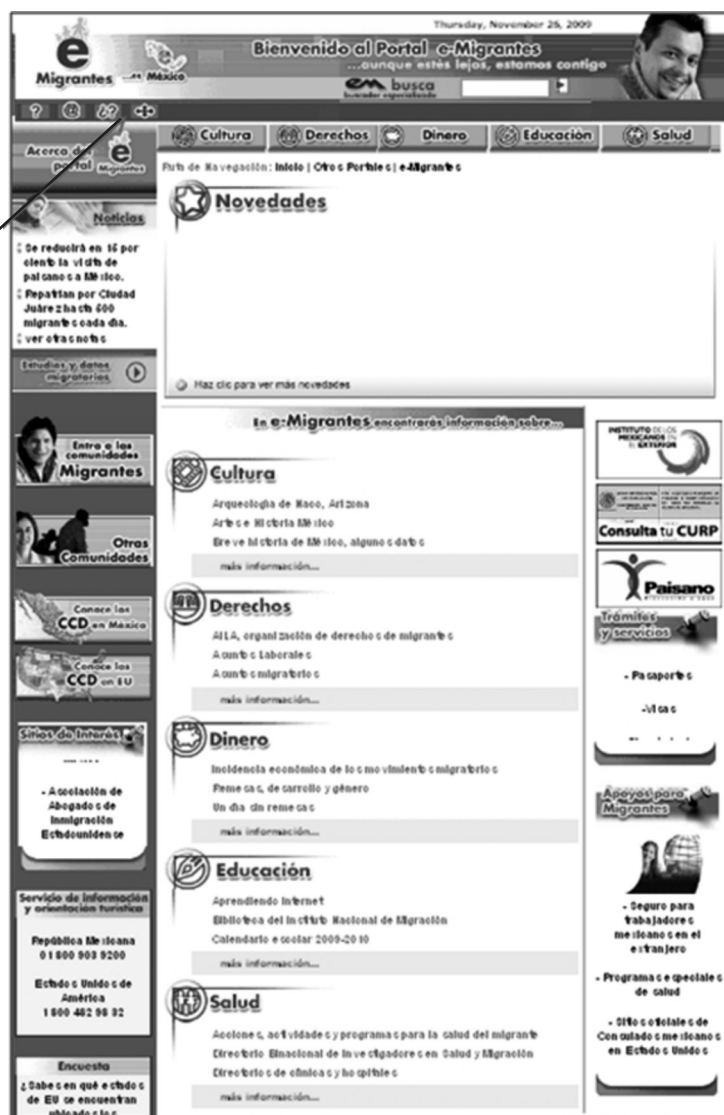 Thursday, November 26, 2009
e
Migrantes ...es México
Bienvenido al Portal e-Migrantes
...aunque estés lejos, estamos contigo
em busca
buscador especializado
? @ ¿?
Cultura Derechos Dinero Educación Salud
Acerca del
portal
e
Migrantes
Ruta de Navegación: Inicio | Otros Portales | e-Migrantes
Novedades
Haz clic para ver más novedades
Noticias
Se reducirá en 15 por
ciento la visita de
paisanos a México.
Repatrían por Ciudad
Juárez hasta 600
migrantes cada día.
ver otras notas
Estudios y datos
migratorios
Entra a las
comunidades
Migrantes
Otras
Comunidades
Conoce los
CCD en México
Conoce los
CCD en EU
Sitios de Interés
- Asociación de
Abogados de
Inmigración
Estadounidense
Servicio de información
y orientación turística
República Mexicana
01 800 903 9200
Estados Unidos de
América
1 800 482 98 32
Encuesta
¿Sabes en qué estados
de EU se encuentran
ubicados los
En e-Migrantes encontrarás información sobre...
Cultura
Arqueología de Naco, Arizona
Artes e Historia México
Breve historia de México, algunos datos
más información...
Derechos
AILA, organización de derechos de migrantes
Asuntos Laborales
Asuntos migratorios
más información...
Dinero
Incidencia económica de los movimientos migratorios
Remesas, desarrollo y género
Un día sin remesas
más información...
Educación
Aprendiendo Internet
Biblioteca del Instituto Nacional de Migración
Calendario escolar 2009-2010
más información...
Salud
Acciones, actividades y programas para la salud del migrante
Directorio Binacional de Investigadores en Salud y Migración
Directorios de clínicas y hospitales
más información...
INSTITUTO DE LOS
MEXICANOS EN
EL EXTERIOR
Consulta tu CURP
Paisano
Trámites
y servicios
- Pasaportes
-Visas
Apoyos para
Migrantes
- Seguro para
trabajadores
mexicanos en el
extranjero
- Programas especiales
de salud
- Sitios oficiales de
Consulados mexicanos
en Estados Unidos